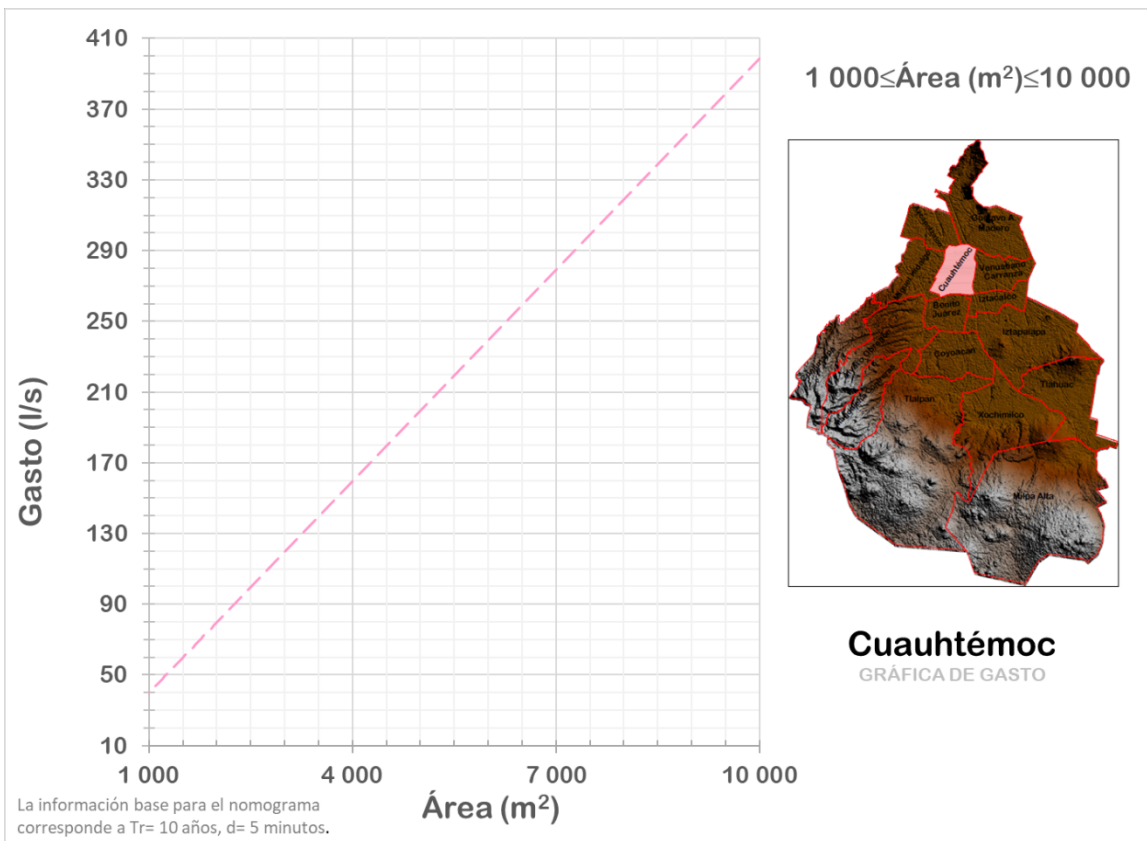 410
370
330
290
250
210
170
130
90
50
10
Gasto (l/s)
1 000
4 000
7 000
10 000
Área (m²)
La información base para el nomograma
corresponde a Tr= 10 años, d= 5 minutos.
1 000≤Área (m²)≤10 000
Gustavo A.
Madero
Cuauhtémoc
Venustiano
Carranza
Iztacalco
Benito
Juárez
Iztapalapa
Coyoacán
Tláhuac
Tlalpan
Xochimilco
Milpa Alta
Cuauhtémoc
GRÁFICA DE GASTO